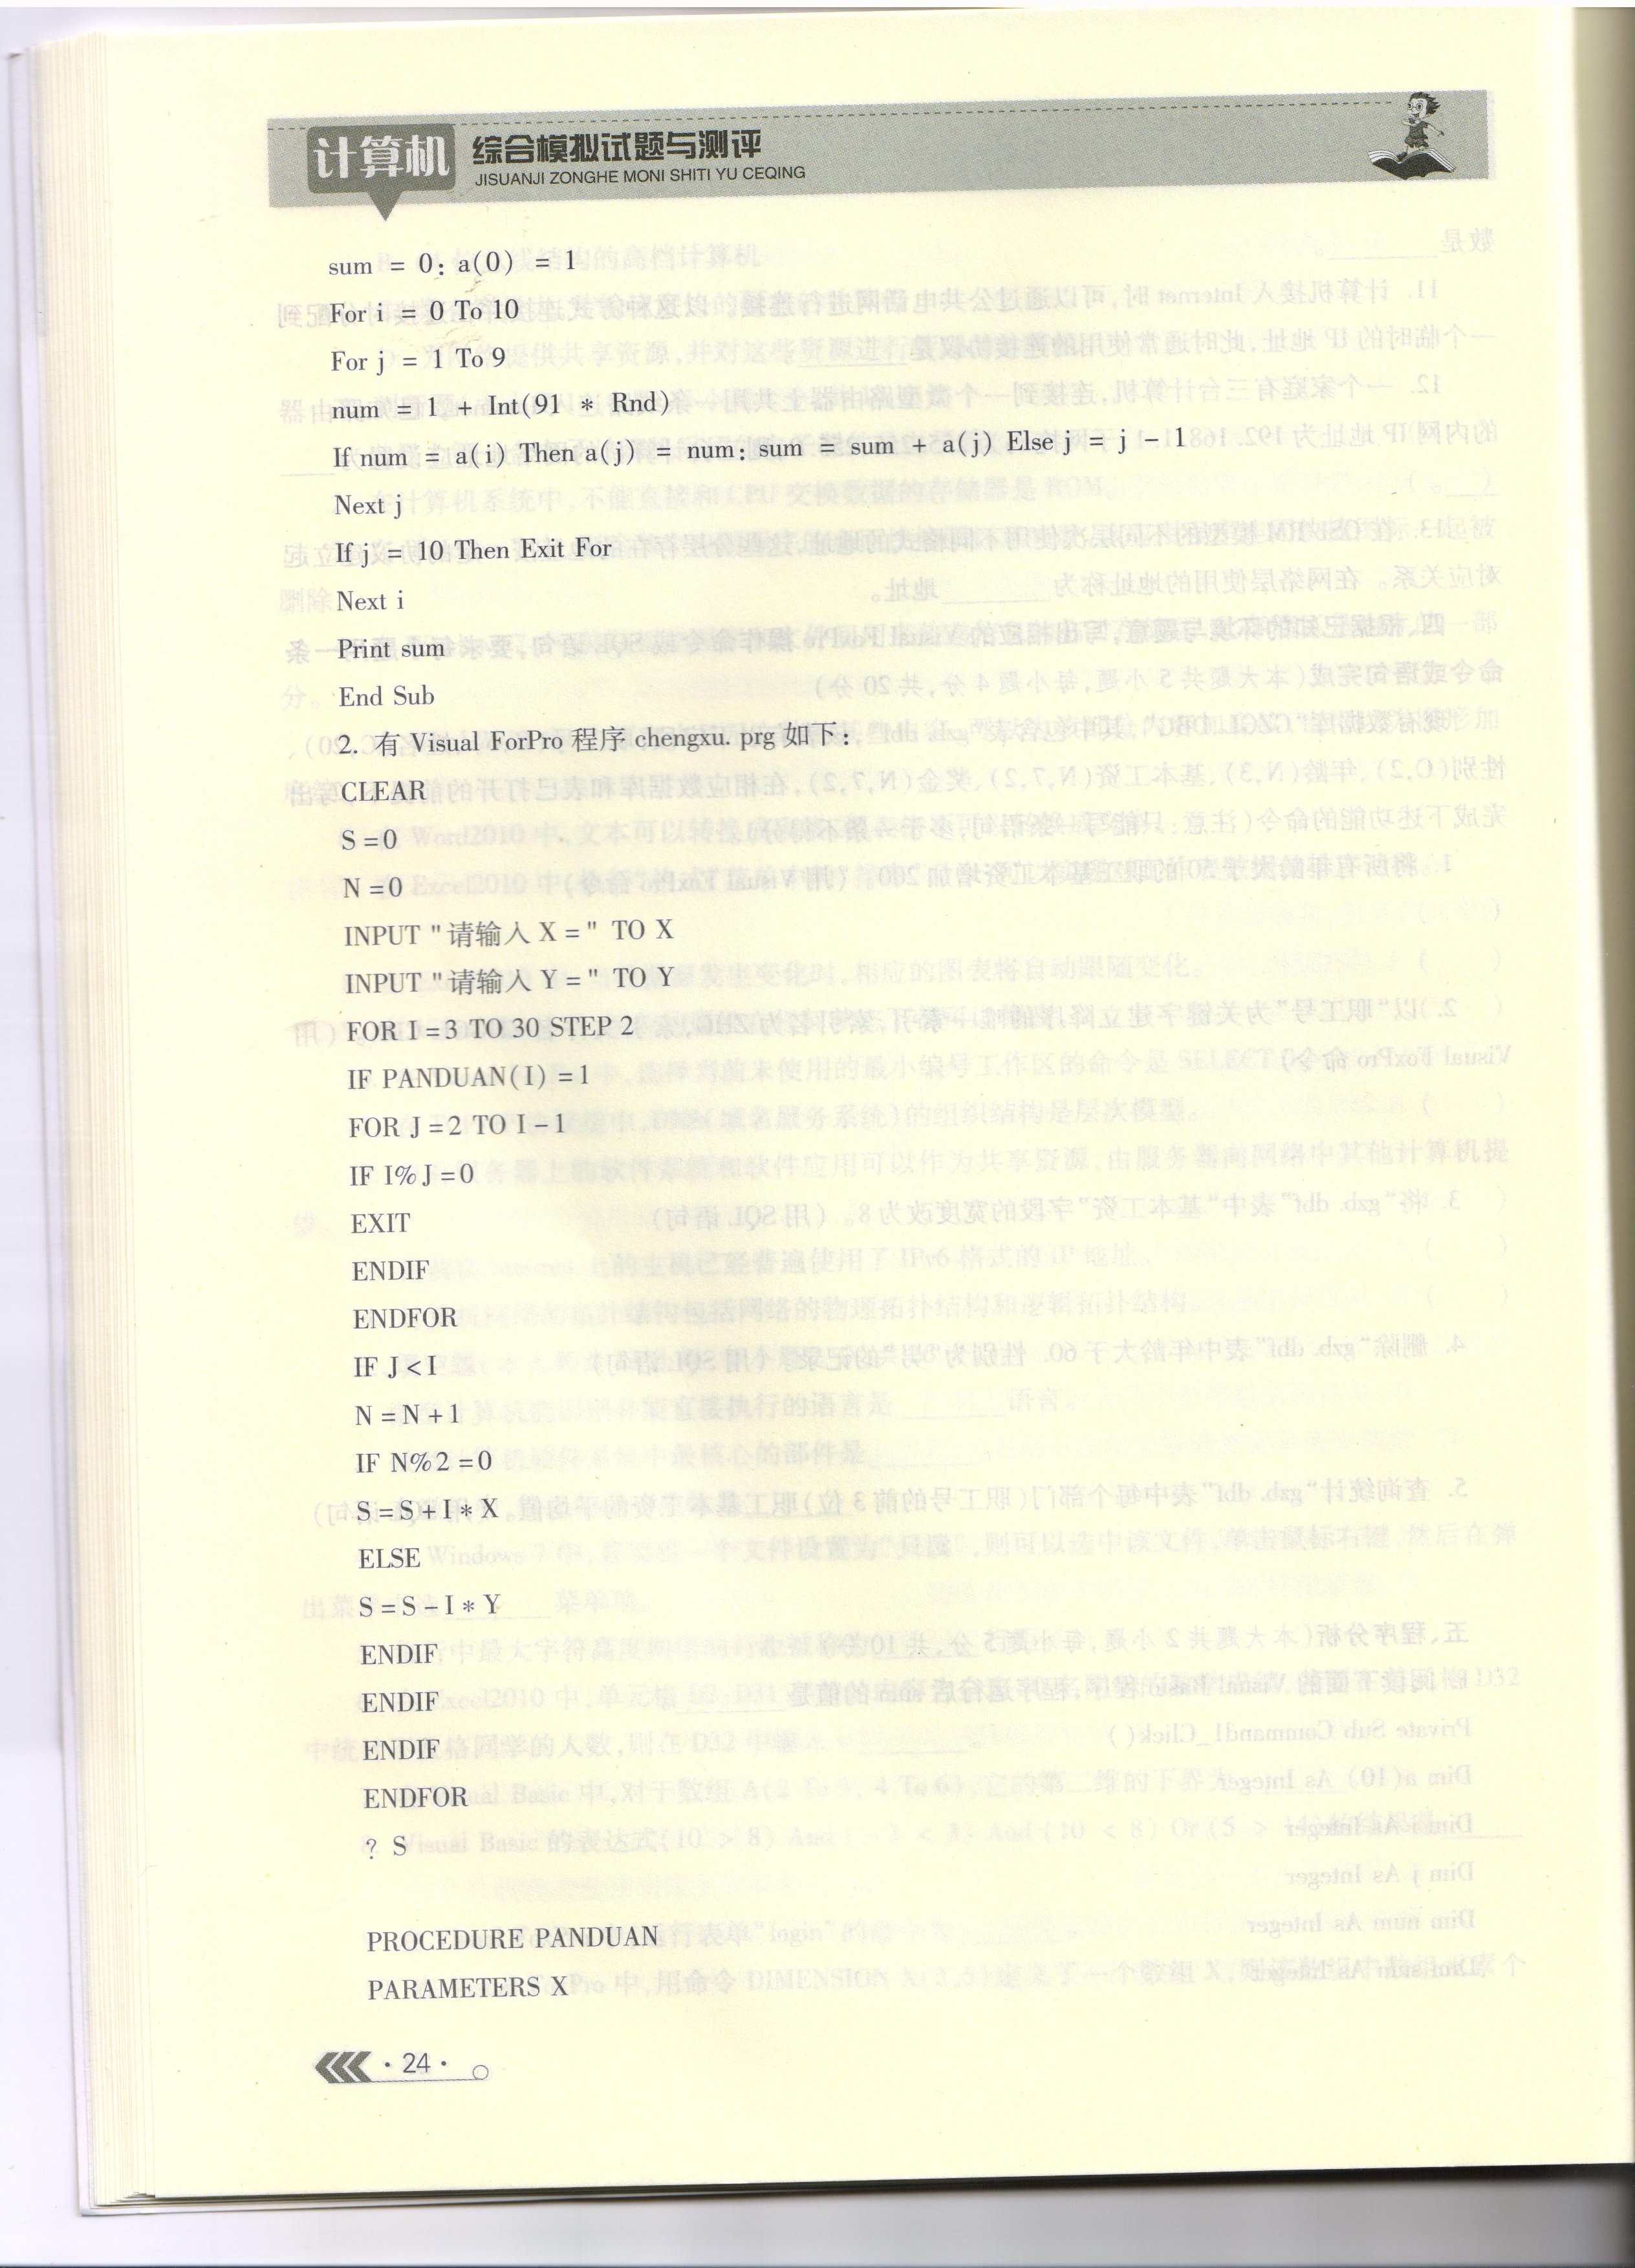 计算机 综合模拟试题与测评
JISUANJI ZONGHE MONI SHITI YU CEQING
sum = 0: a(0) = 1
For i = 0 To 10
For j = 1 To 9
num = 1 + Int(91 * Rnd)
If num = a(i) Then a(j) = num: sum = sum + a(j) Else j = j - 1
Next j
If j = 10 Then Exit For
Next i
Print sum
End Sub
2. 有 Visual ForPro 程序 chengxu. prg 如下:
CLEAR
S=0
N=0
INPUT "请输入 X=" TO X
INPUT "请输入 Y=" TO Y
FOR I=3 TO 30 STEP 2
IF PANDUAN(I)=1
FOR J=2 TO I-1
IF I%J=0
EXIT
ENDIF
ENDFOR
IF J<I
N=N+1
IF N%2=0
S=S+I*X
ELSE
S=S-I*Y
ENDIF
ENDIF
ENDIF
ENDFOR
? S
PROCEDURE PANDUAN
PARAMETERS X
·24·